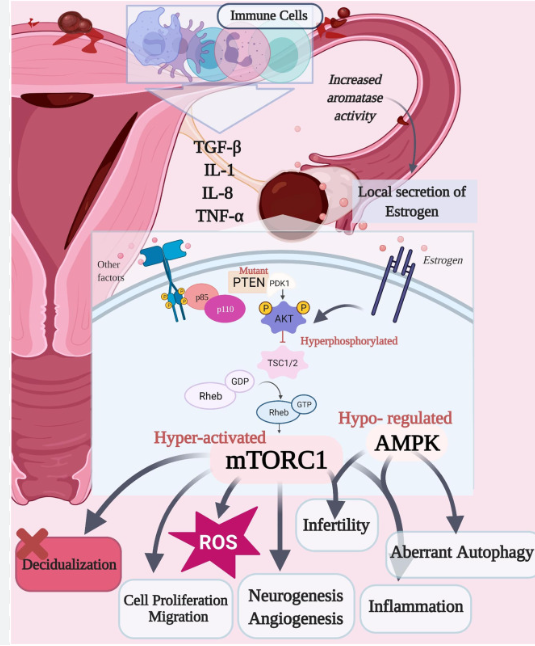 Immune Cells
Increased
aromatase
activity
TGF-β
IL-1
IL-8
TNF-α
Local secretion of
Estrogen
Other
factors
P
P
P
P
p85
p110
Mutant
PTEN
PDK1
P
P
AKT
Estrogen
Hyperphosphorylated
TSC1/2
GDP
Rheb
GTP
Rheb
Hyper-activated
mTORC1
Hypo- regulated
AMPK
Decidualization
ROS
Infertility
Aberrant Autophagy
Cell Proliferation
Migration
Neurogenesis
Angiogenesis
Inflammation